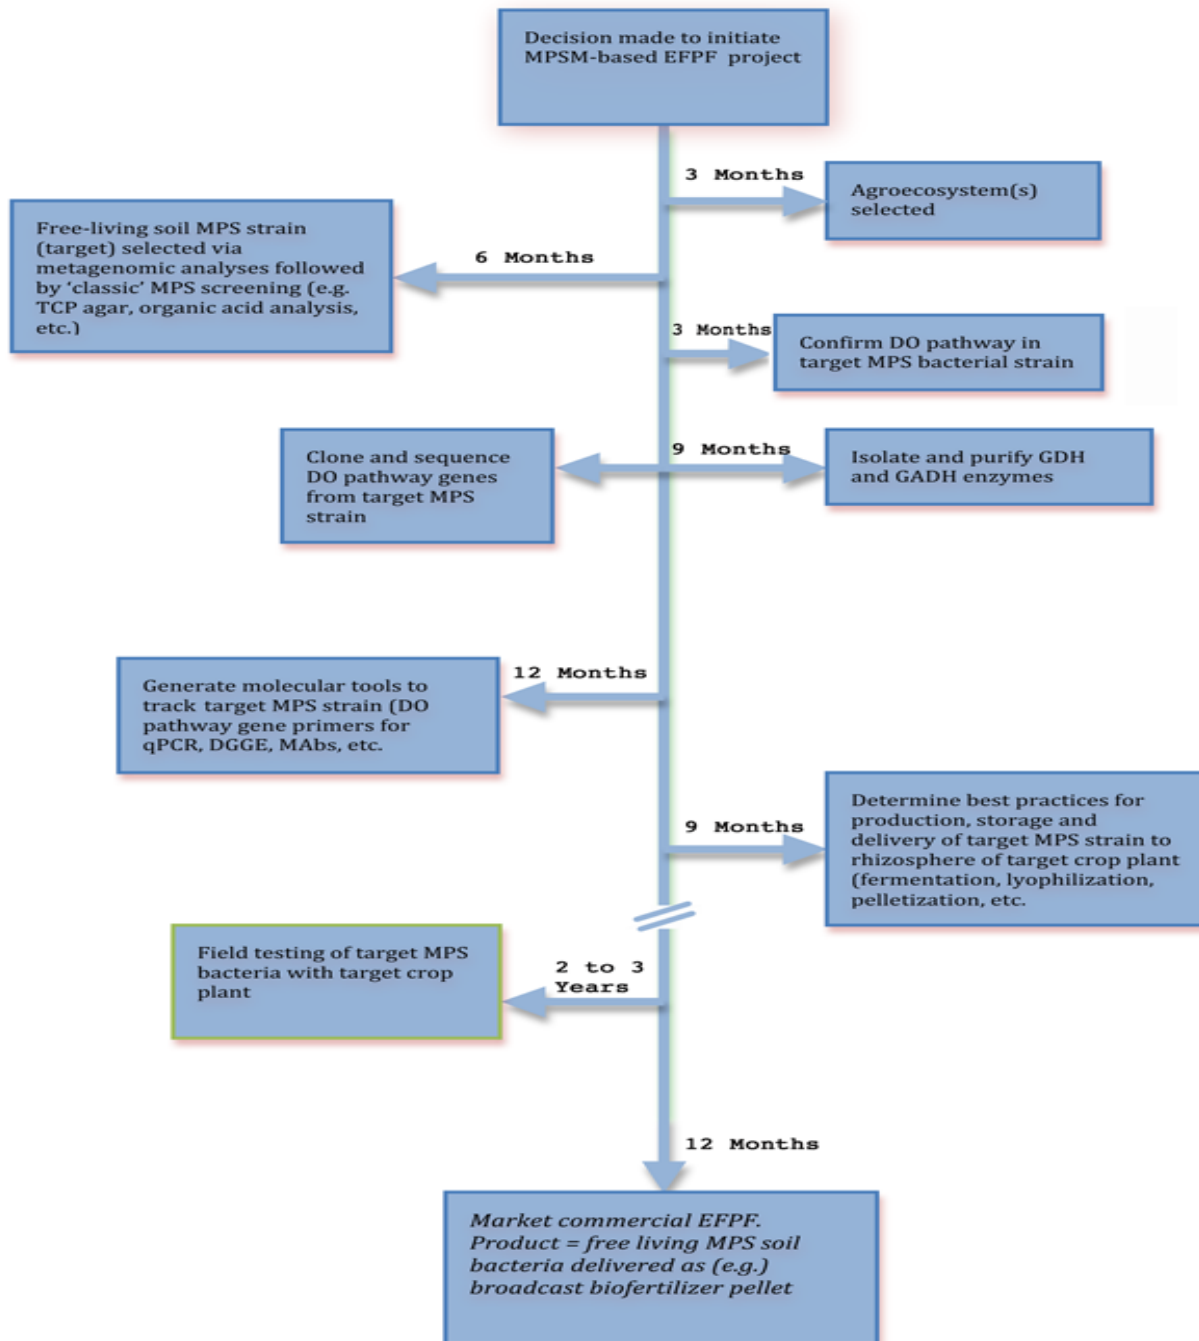 Decision made to initiate
MPSM-based EFPF project
3 Months
Agroecosystem(s)
selected
Free-living soil MPS strain
(target) selected via
metagenomic analyses followed
by ‘classic’ MPS screening (e.g.
TCP agar, organic acid analysis,
etc.)
6 Months
3 Months
Confirm DO pathway in
target MPS bacterial strain
Clone and sequence
DO pathway genes
from target MPS
strain
9 Months
Isolate and purify GDH
and GADH enzymes
12 Months
Generate molecular tools to
track target MPS strain (DO
pathway gene primers for
qPCR, DGGE, MAbs, etc.
9 Months
Determine best practices for
production, storage and
delivery of target MPS strain to
rhizosphere of target crop plant
(fermentation, lyophilization,
pelletization, etc.
Field testing of target MPS
bacteria with target crop
plant
2 to 3
Years
12 Months
Market commercial EFPF.
Product = free living MPS soil
bacteria delivered as (e.g.)
broadcast biofertilizer pellet